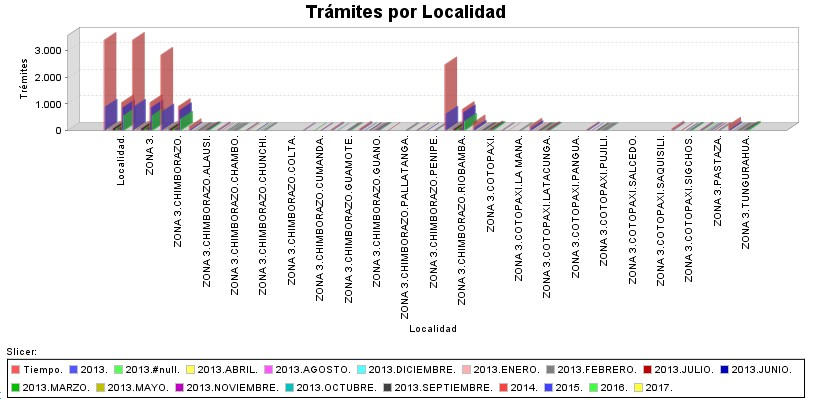 Trámites por Localidad
Trámites
3.000
2.000
1.000
0
Localidad.
ZONA 3.
ZONA 3.CHIMBORAZO.
ZONA 3.CHIMBORAZO.ALAUSI.
ZONA 3.CHIMBORAZO.CHAMBO.
ZONA 3.CHIMBORAZO.CHUNCHI.
ZONA 3.CHIMBORAZO.COLTA.
ZONA 3.CHIMBORAZO.CUMANDA.
ZONA 3.CHIMBORAZO.GUAMOTE.
ZONA 3.CHIMBORAZO.GUANO.
ZONA 3.CHIMBORAZO.PALLATANGA.
ZONA 3.CHIMBORAZO.PENIPE.
ZONA 3.CHIMBORAZO.RIOBAMBA.
ZONA 3.COTOPAXI.
ZONA 3.COTOPAXI.LA MANA.
ZONA 3.COTOPAXI.LATACUNGA.
ZONA 3.COTOPAXI.PANGUA.
ZONA 3.COTOPAXI.PUJILI.
ZONA 3.COTOPAXI.SALCEDO.
ZONA 3.COTOPAXI.SAQUISILI.
ZONA 3.COTOPAXI.SIGCHOS.
ZONA 3.PASTAZA.
ZONA 3.TUNGURAHUA.
Localidad
Slicer:
Tiempo. 2013. 2013.#null. 2013.ABRIL. 2013.AGOSTO. 2013.DICIEMBRE. 2013.ENERO. 2013.FEBRERO. 2013.JULIO. 2013.JUNIO.
2013.MARZO. 2013.MAYO. 2013.NOVIEMBRE. 2013.OCTUBRE. 2013.SEPTIEMBRE. 2014. 2015. 2016. 2017.